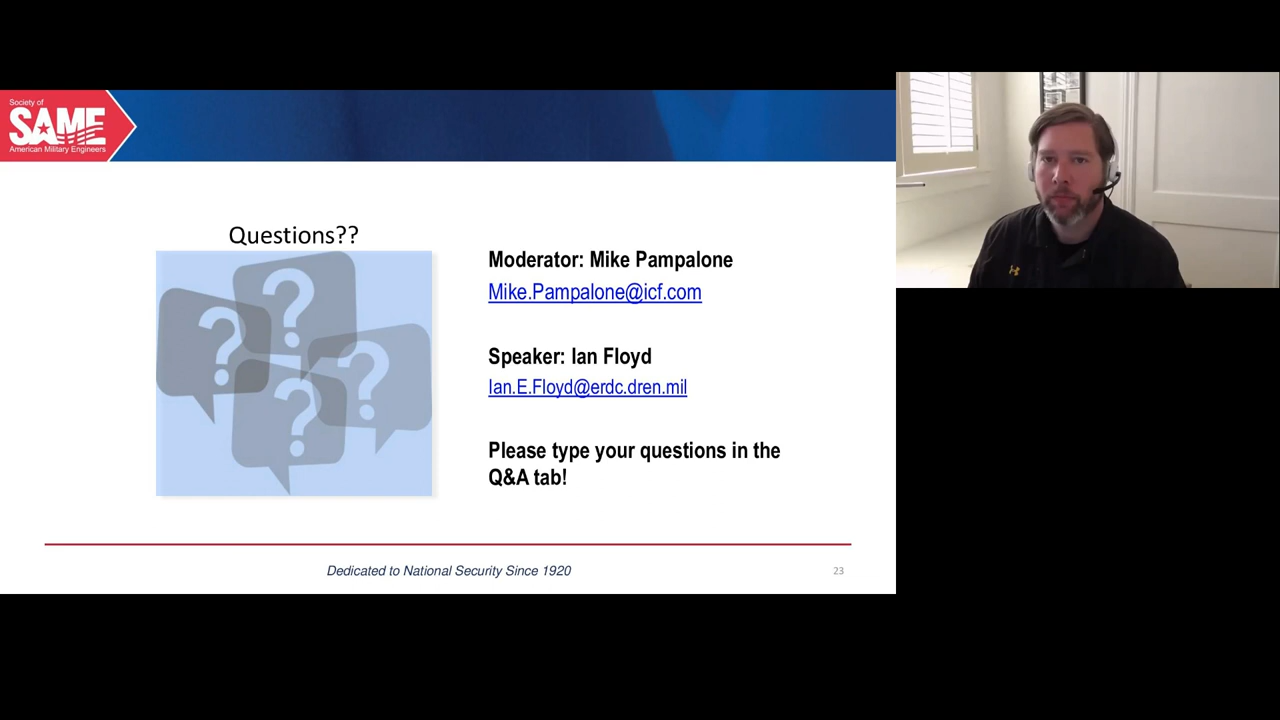 Society of
SAME
American Military Engineers
Questions??
Moderator: Mike Pampalone
Mike.Pampalone@icf.com
Speaker: Ian Floyd
Ian.E.Floyd@erdc.dren.mil
Please type your questions in the
Q&A tab!
Dedicated to National Security Since 1920
23